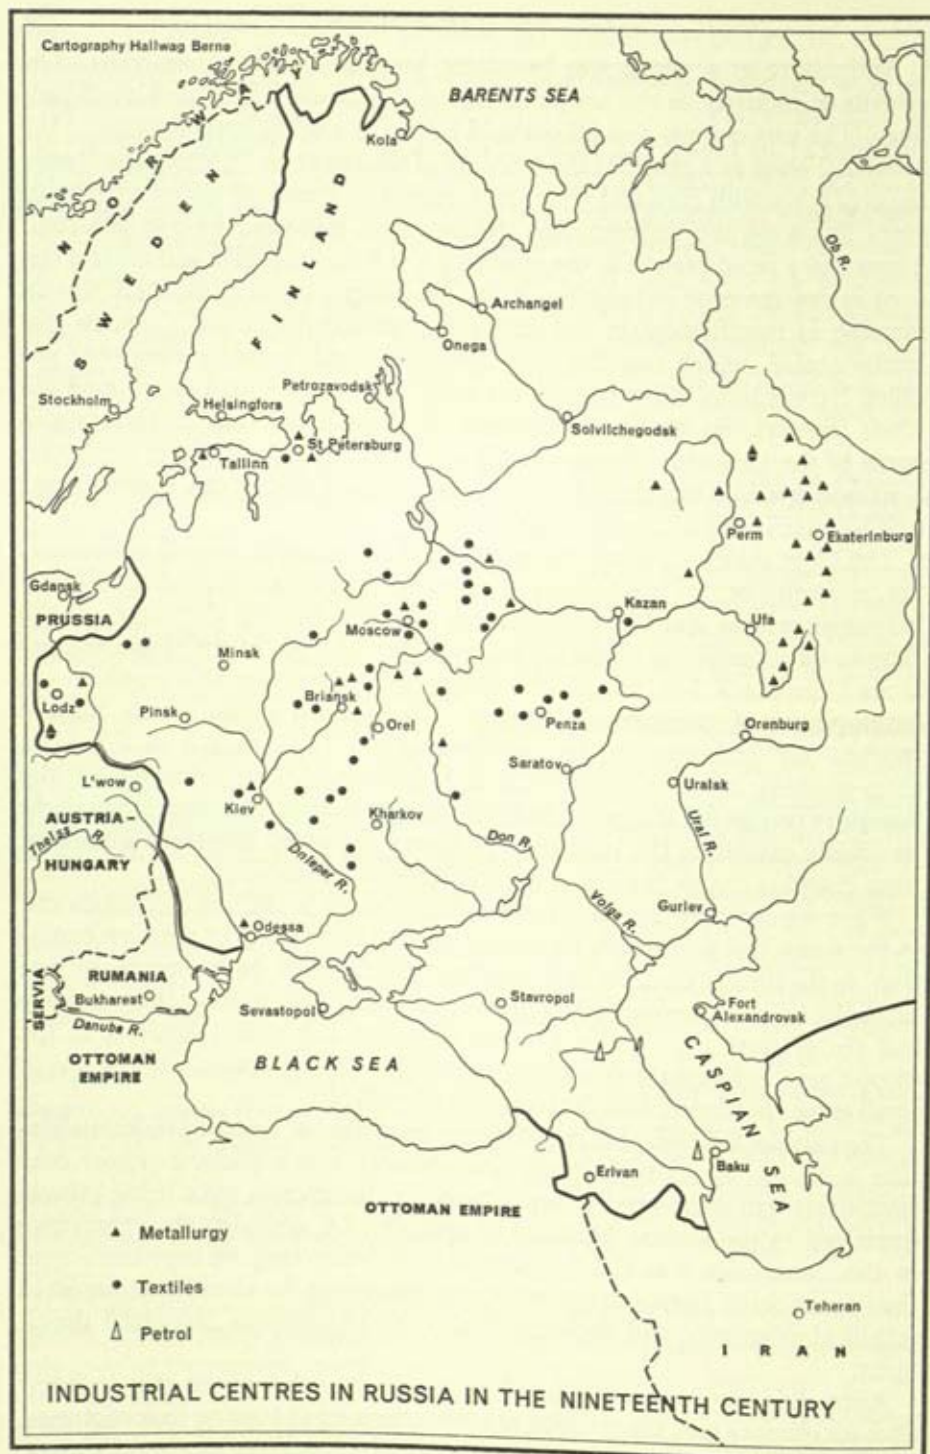 Cartography Hallwag Berne
BARENTS SEA
NORWAY
SWEDEN
FINLAND
Kola
Ob R.
Archangel
Onega
Petrozavodsk
Stockholm
Helsingfors
Solvilchegodsk
St Petersburg
Tallinn
Perm
Ekaterinburg
Gdansk
PRUSSIA
Kazan
Moscow
Ufa
Minsk
Lodz
Briansk
Pinsk
Orel
Penza
Orenburg
Saratov
L'wow
Uralsk
Kiev
Kharkov
AUSTRIA-
HUNGARY
Theiss R.
Dnieper R.
Don R.
Ural R.
Volga R.
Gurlev
Odessa
RUMANIA
SERVIA
Bukharest
Danube R.
Sevastopol
Stavropol
Fort
Alexandrovsk
OTTOMAN
EMPIRE
BLACK SEA
CASPIAN SEA
Baku
Erivan
OTTOMAN EMPIRE
Metallurgy
Textiles
Petrol
Teheran
IRAN
INDUSTRIAL CENTRES IN RUSSIA IN THE NINETEENTH CENTURY